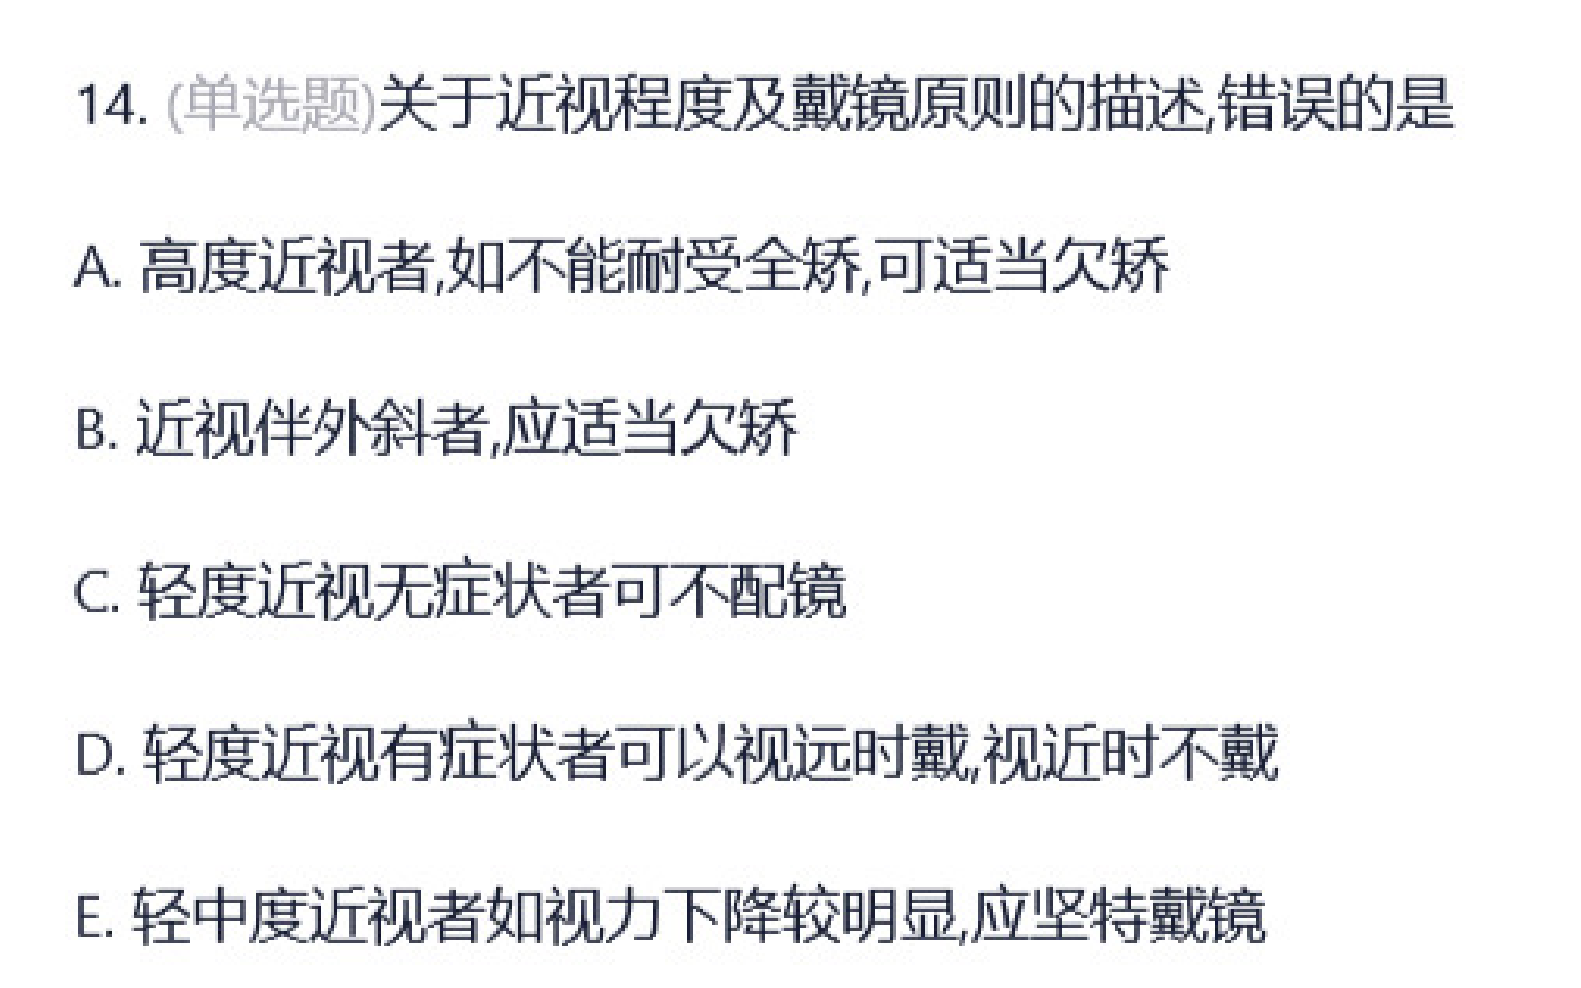 14. (单选题)关于近视程度及戴镜原则的描述,错误的是
A. 高度近视者,如不能耐受全矫,可适当欠矫
B. 近视伴外斜者,应适当欠矫
C. 轻度近视无症状者可不配镜
D. 轻度近视有症状者可以视远时戴,视近时不戴
E. 轻中度近视者如视力下降较明显,应坚特戴镜